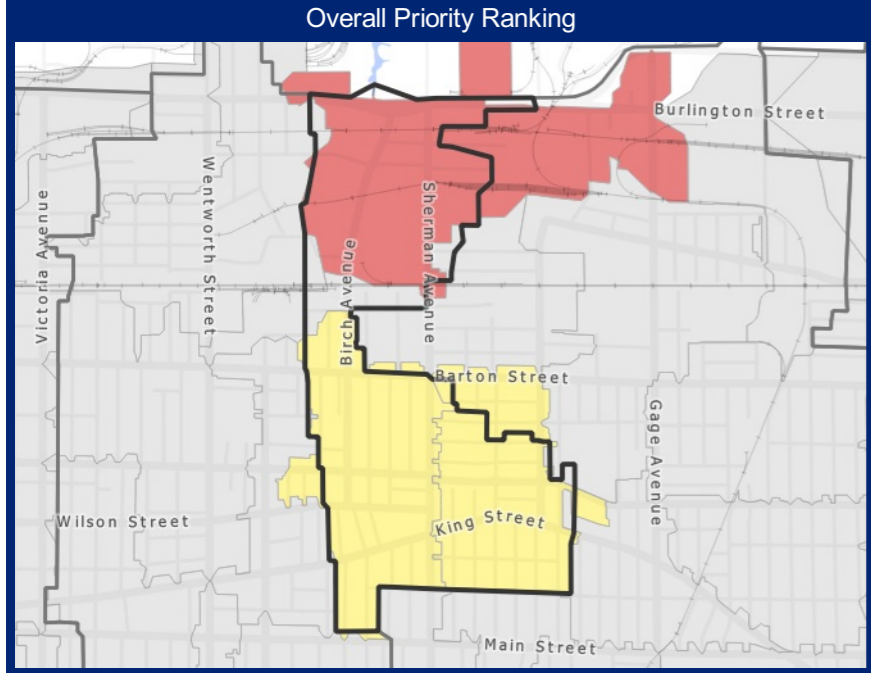 Overall Priority Ranking
Burlington Street
Wentworth Street
Victoria Avenue
Sherman Avenue
Birch Avenue
Barton Street
Gage Avenue
King Street
Wilson Street
Main Street